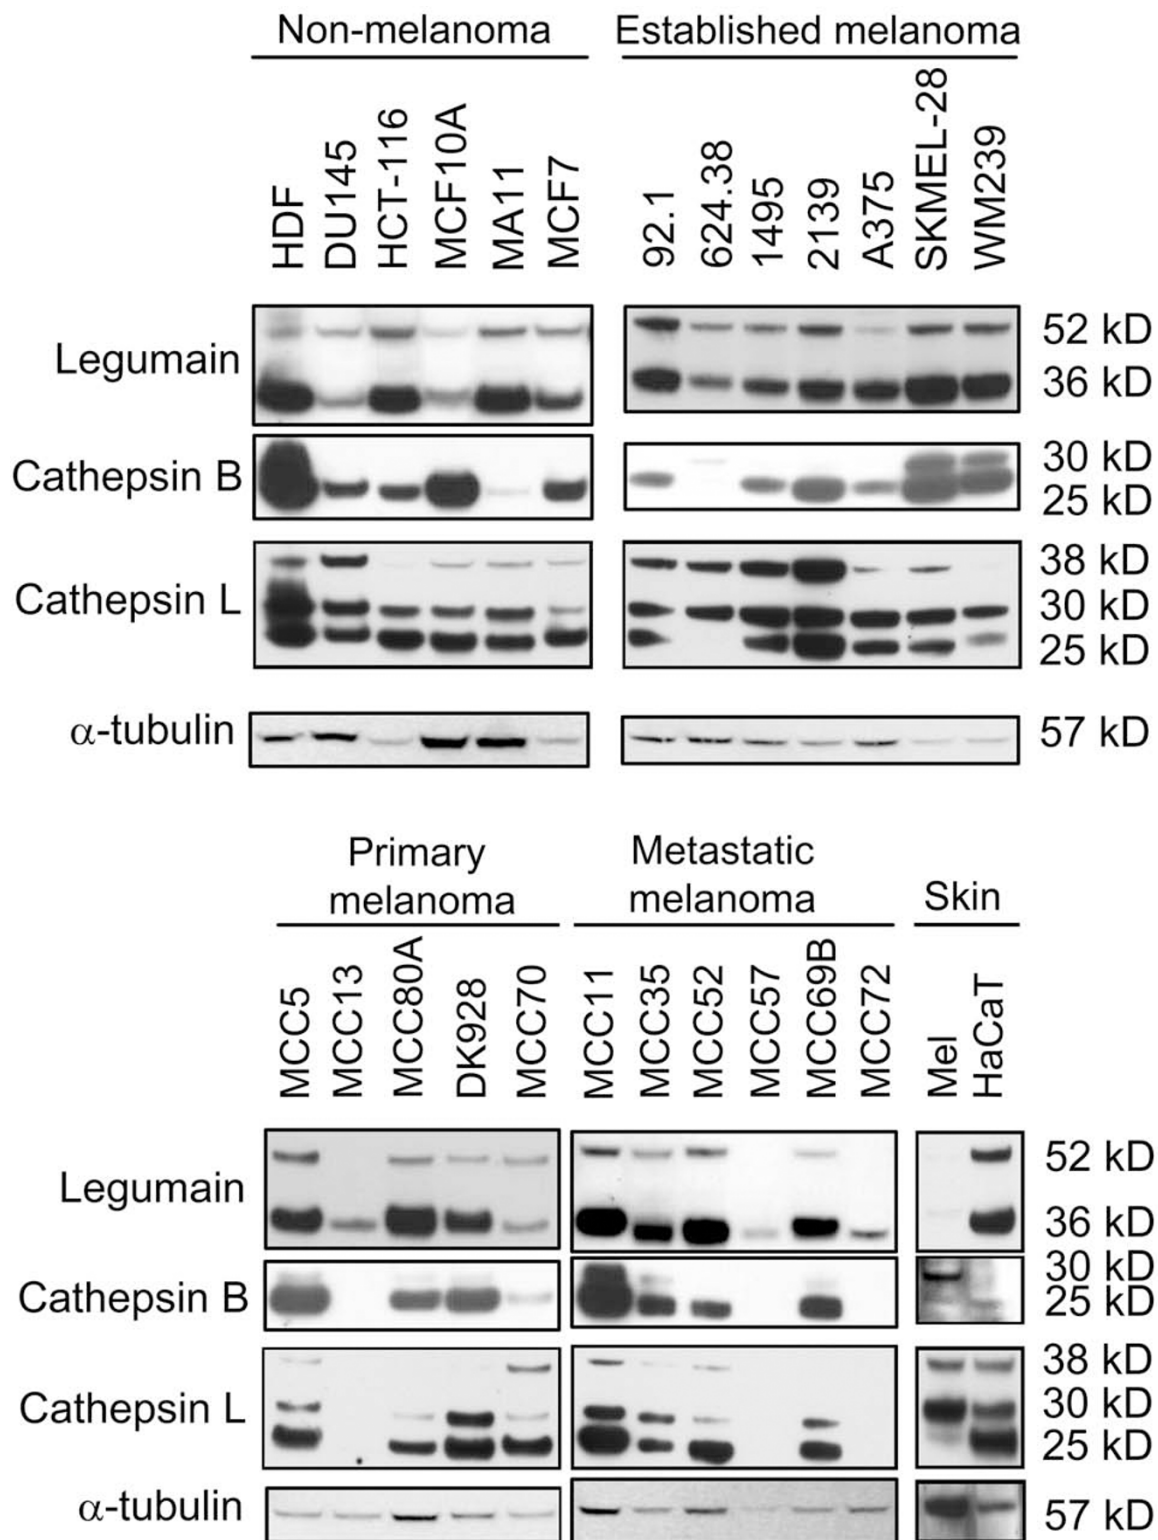 Non-melanoma
Established melanoma
HDF
DU145
HCT-116
MCF10A
MA11
MCF7
92.1
624.38
1495
2139
A375
SKMEL-28
WM239
Legumain
52 kD
36 kD
Cathepsin B
30 kD
25 kD
Cathepsin L
38 kD
30 kD
25 kD
α-tubulin
57 kD
Primary
melanoma
Metastatic
melanoma
Skin
MCC5
MCC13
MCC80A
DK928
MCC70
MCC11
MCC35
MCC52
MCC57
MCC69B
MCC72
Mel
HaCaT
Legumain
52 kD
36 kD
Cathepsin B
30 kD
25 kD
Cathepsin L
38 kD
30 kD
25 kD
α-tubulin
57 kD